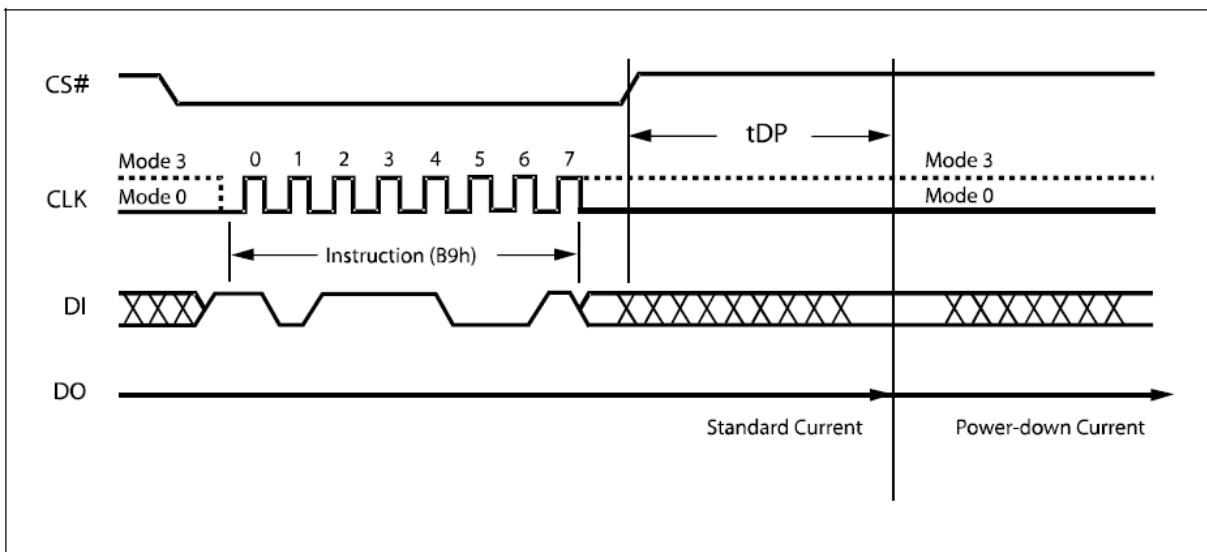 CS#
tDP
Mode 3 0 1 2 3 4 5 6 7 Mode 3
CLK Mode 0 Mode 0
Instruction (B9h)
DI
DO
Standard Current Power-down Current